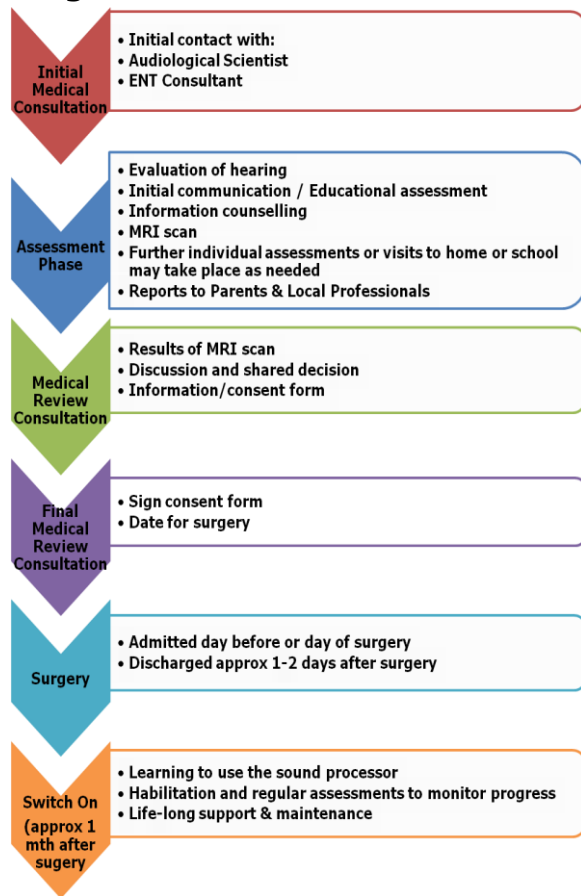 Initial
Medical
Consultation
• Initial contact with:
• Audiological Scientist
• ENT Consultant
Assessment
Phase
• Evaluation of hearing
• Initial communication / Educational assessment
• Information counselling
• MRI scan
• Further individual assessments or visits to home or school
may take place as needed
• Reports to Parents & Local Professionals
Medical
Review
Consultation
• Results of MRI scan
• Discussion and shared decision
• Information/consent form
Final
Medical
Review
Consultation
• Sign consent form
• Date for surgery
Surgery
• Admitted day before or day of surgery
• Discharged approx 1-2 days after surgery
Switch On
(approx 1
mth after
sugery
• Learning to use the sound processor
• Habilitation and regular assessments to monitor progress
• Life-long support & maintenance